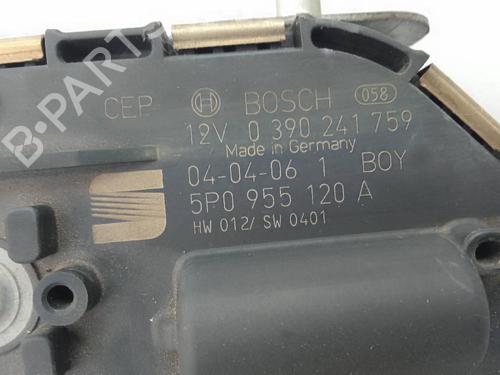 B-PARTS
CEP BOSCH 058
12V 0 390 241 759
Made in Germany
04-04-06 1 BOY
5P0 955 120 A
HW 012/ SW 0401